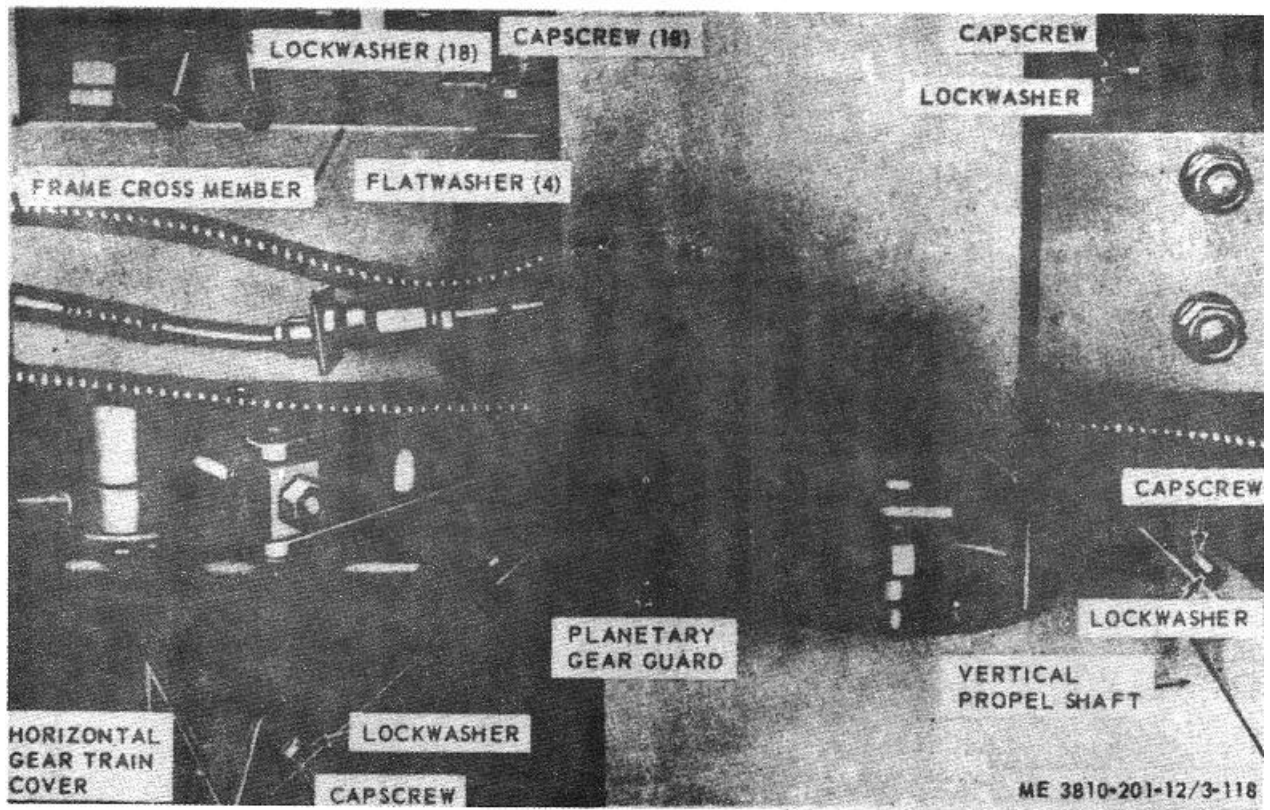 LOCKWASHER (18)
CAPSCREW (18)
CAPSCREW
LOCKWASHER
FRAME CROSS MEMBER
FLATWASHER (4)
CAPSCREW
LOCKWASHER
PLANETARY
GEAR GUARD
VERTICAL
PROPEL SHAFT
HORIZONTAL
GEAR TRAIN
COVER
LOCKWASHER
CAPSCREW
ME 3810-201-12/3-118